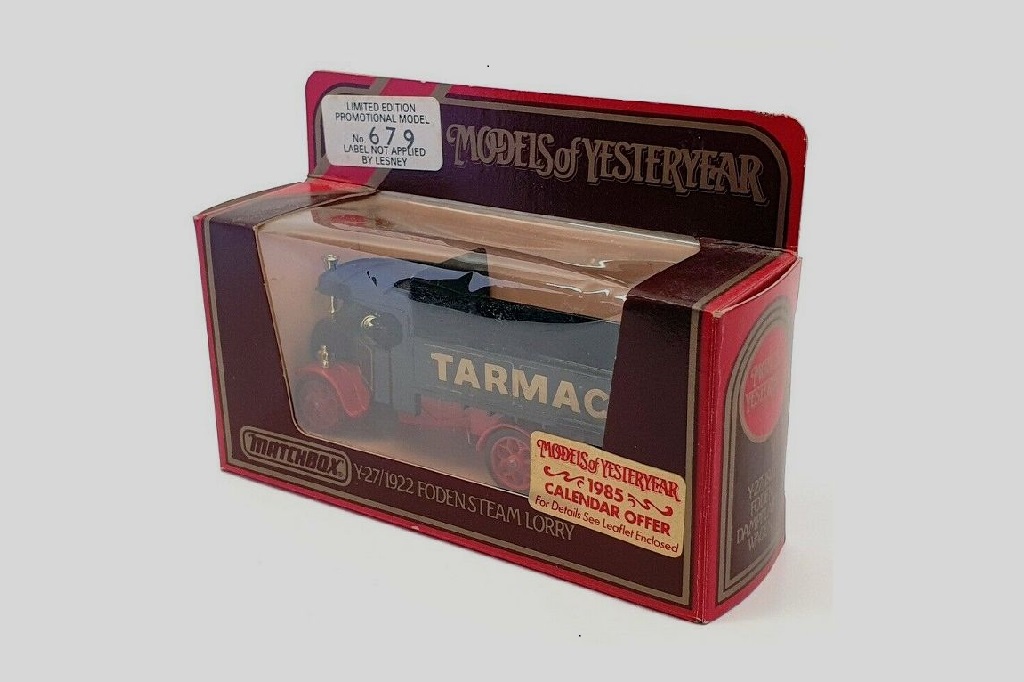 LIMITED EDITION
PROMOTIONAL MODEL
No. 679
LABEL NOT APPLIED
BY LESNEY
MODELS of YESTERYEAR
TARMAC
MATCHBOX
Y-27/1922 FODEN STEAM LORRY
MODELS of YESTERYEAR
1985
CALENDAR OFFER
For Details See Leaflet Enclosed
YESTERYEAR